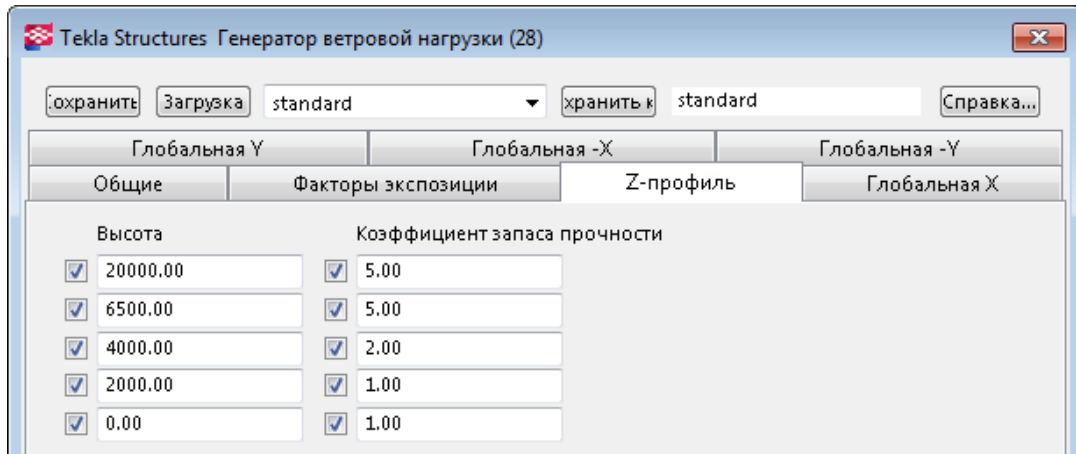 Tekla Structures Генератор ветровой нагрузки (28)
Сохранить Загрузка standard хранить к standard Справка...
Глобальная Y Глобальная -X Глобальная -Y
Общие Факторы экспозиции Z-профиль Глобальная X
Высота Коэффициент запаса прочности
20000.00 5.00
6500.00 5.00
4000.00 2.00
2000.00 1.00
0.00 1.00